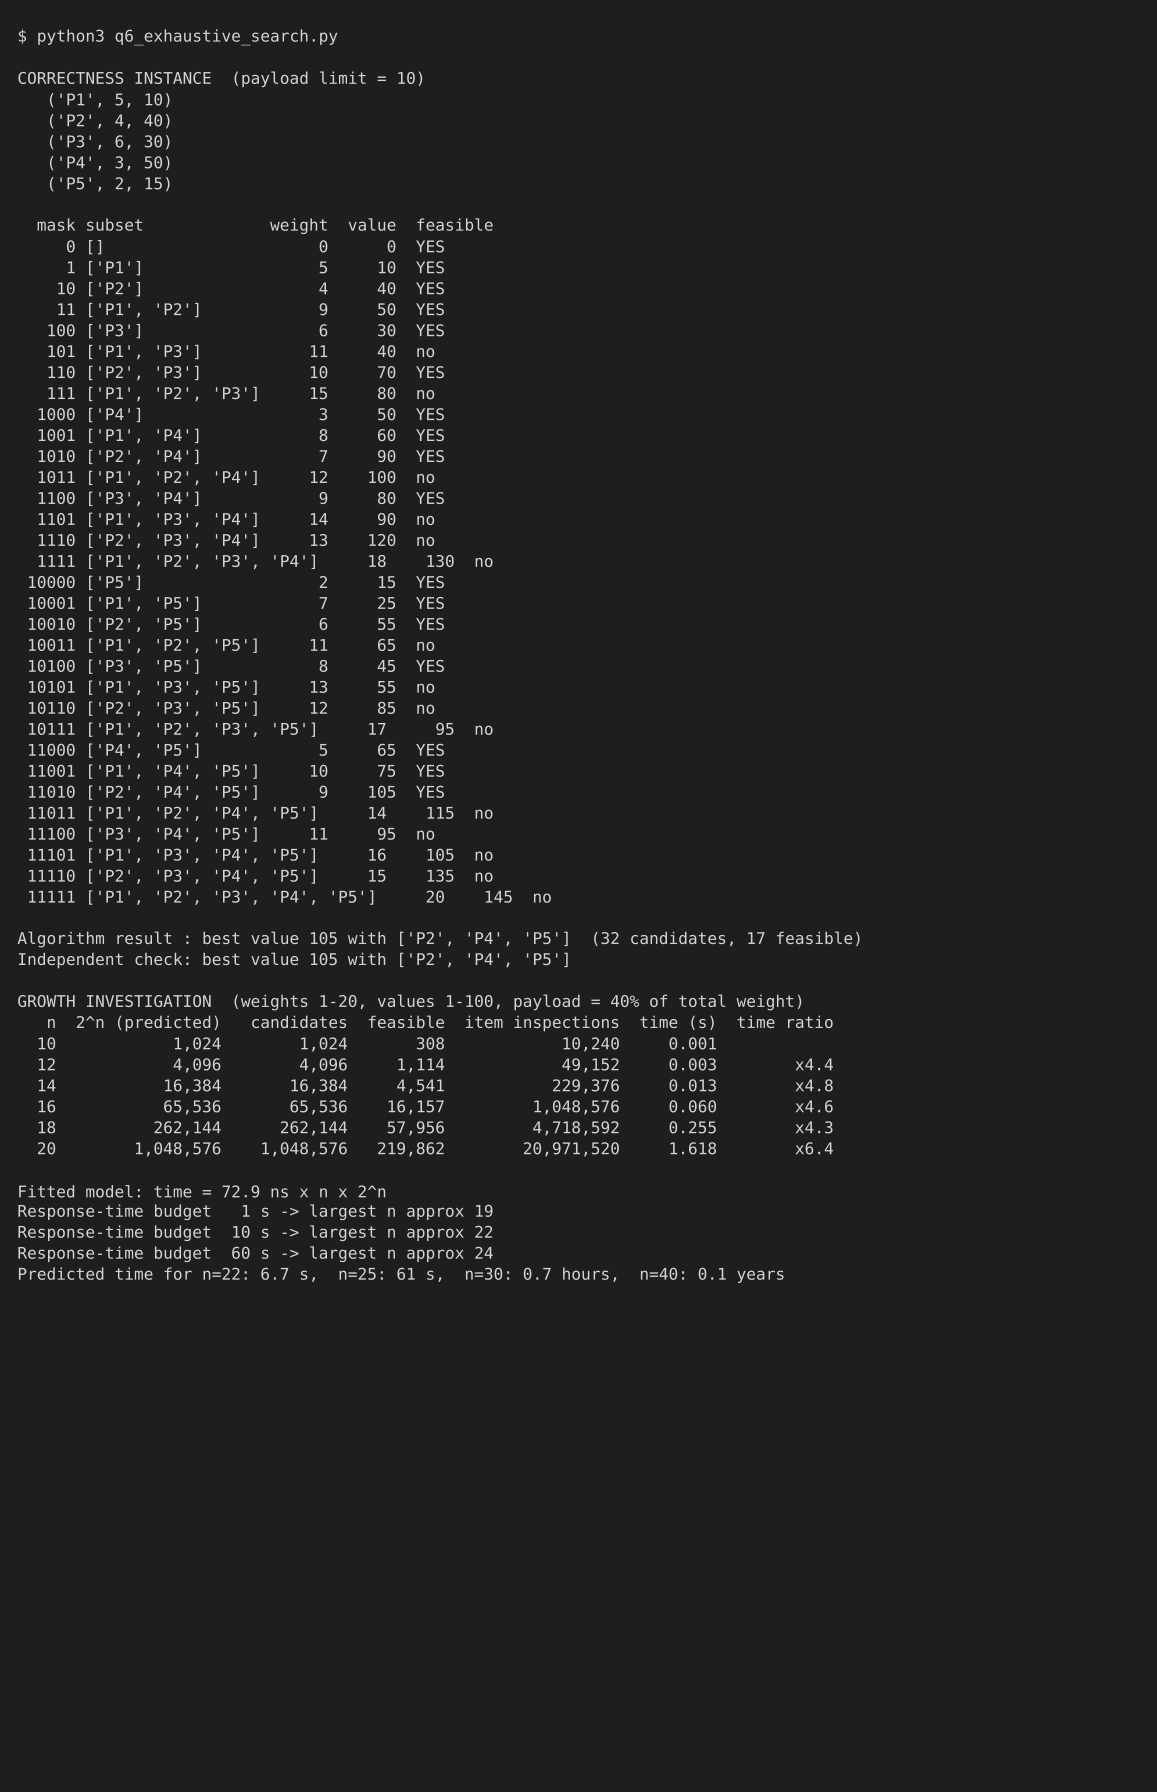 $ python3 q6_exhaustive_search.py
CORRECTNESS INSTANCE  (payload limit = 10)
   ('P1', 5, 10)
   ('P2', 4, 40)
   ('P3', 6, 30)
   ('P4', 3, 50)
   ('P5', 2, 15)
  mask subset             weight  value  feasible
     0 []                      0      0  YES
     1 ['P1']                  5     10  YES
    10 ['P2']                  4     40  YES
    11 ['P1', 'P2']            9     50  YES
   100 ['P3']                  6     30  YES
   101 ['P1', 'P3']           11     40  no
   110 ['P2', 'P3']           10     70  YES
   111 ['P1', 'P2', 'P3']     15     80  no
  1000 ['P4']                  3     50  YES
  1001 ['P1', 'P4']            8     60  YES
  1010 ['P2', 'P4']            7     90  YES
  1011 ['P1', 'P2', 'P4']     12    100  no
  1100 ['P3', 'P4']            9     80  YES
  1101 ['P1', 'P3', 'P4']     14     90  no
  1110 ['P2', 'P3', 'P4']     13    120  no
  1111 ['P1', 'P2', 'P3', 'P4']     18    130  no
 10000 ['P5']                  2     15  YES
 10001 ['P1', 'P5']            7     25  YES
 10010 ['P2', 'P5']            6     55  YES
 10011 ['P1', 'P2', 'P5']     11     65  no
 10100 ['P3', 'P5']            8     45  YES
 10101 ['P1', 'P3', 'P5']     13     55  no
 10110 ['P2', 'P3', 'P5']     12     85  no
 10111 ['P1', 'P2', 'P3', 'P5']     17     95  no
 11000 ['P4', 'P5']            5     65  YES
 11001 ['P1', 'P4', 'P5']     10     75  YES
 11010 ['P2', 'P4', 'P5']      9    105  YES
 11011 ['P1', 'P2', 'P4', 'P5']     14    115  no
 11100 ['P3', 'P4', 'P5']     11     95  no
 11101 ['P1', 'P3', 'P4', 'P5']     16    105  no
 11110 ['P2', 'P3', 'P4', 'P5']     15    135  no
 11111 ['P1', 'P2', 'P3', 'P4', 'P5']     20    145  no
Algorithm result : best value 105 with ['P2', 'P4', 'P5']  (32 candidates, 17 feasible)
Independent check: best value 105 with ['P2', 'P4', 'P5']
GROWTH INVESTIGATION  (weights 1-20, values 1-100, payload = 40% of total weight)
   n  2^n (predicted)   candidates  feasible  item inspections  time (s)  time ratio
  10            1,024        1,024       308            10,240     0.001
  12            4,096        4,096     1,114            49,152     0.003        x4.4
  14           16,384       16,384     4,541           229,376     0.013        x4.8
  16           65,536       65,536    16,157         1,048,576     0.060        x4.6
  18          262,144      262,144    57,956         4,718,592     0.255        x4.3
  20        1,048,576    1,048,576   219,862        20,971,520     1.618        x6.4
Fitted model: time = 72.9 ns x n x 2^n
Response-time budget   1 s -> largest n approx 19
Response-time budget  10 s -> largest n approx 22
Response-time budget  60 s -> largest n approx 24
Predicted time for n=22: 6.7 s,  n=25: 61 s,  n=30: 0.7 hours,  n=40: 0.1 years